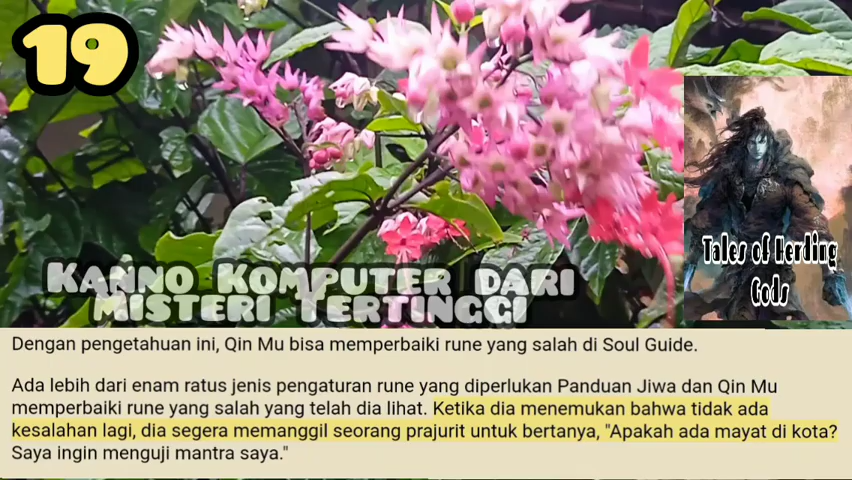 19
Tales of Herding
Gods
KANNO KOMPUTER DARI
MISTERI TERTINGGI
Dengan pengetahuan ini, Qin Mu bisa memperbaiki rune yang salah di Soul Guide.
Ada lebih dari enam ratus jenis pengaturan rune yang diperlukan Panduan Jiwa dan Qin Mu
memperbaiki rune yang salah yang telah dia lihat. Ketika dia menemukan bahwa tidak ada
kesalahan lagi, dia segera memanggil seorang prajurit untuk bertanya, "Apakah ada mayat di kota?
Saya ingin menguji mantra saya."